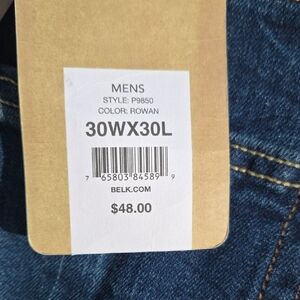 MENS
STYLE: P9850
COLOR: ROWAN
30WX30L
7 65803 84589 9
BELK.COM
$48.00